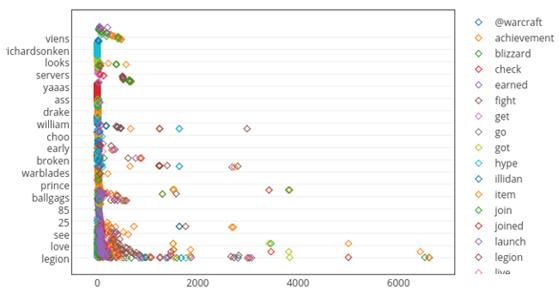 viens
ichardsonken
looks
servers
yaaas
ass
drake
william
choo
early
broken
warblades
prince
ballgags
85
25
see
love
legion
0
2000
4000
6000
@warcraft
achievement
blizzard
check
earned
fight
get
go
got
hype
illidan
item
join
joined
launch
legion
live